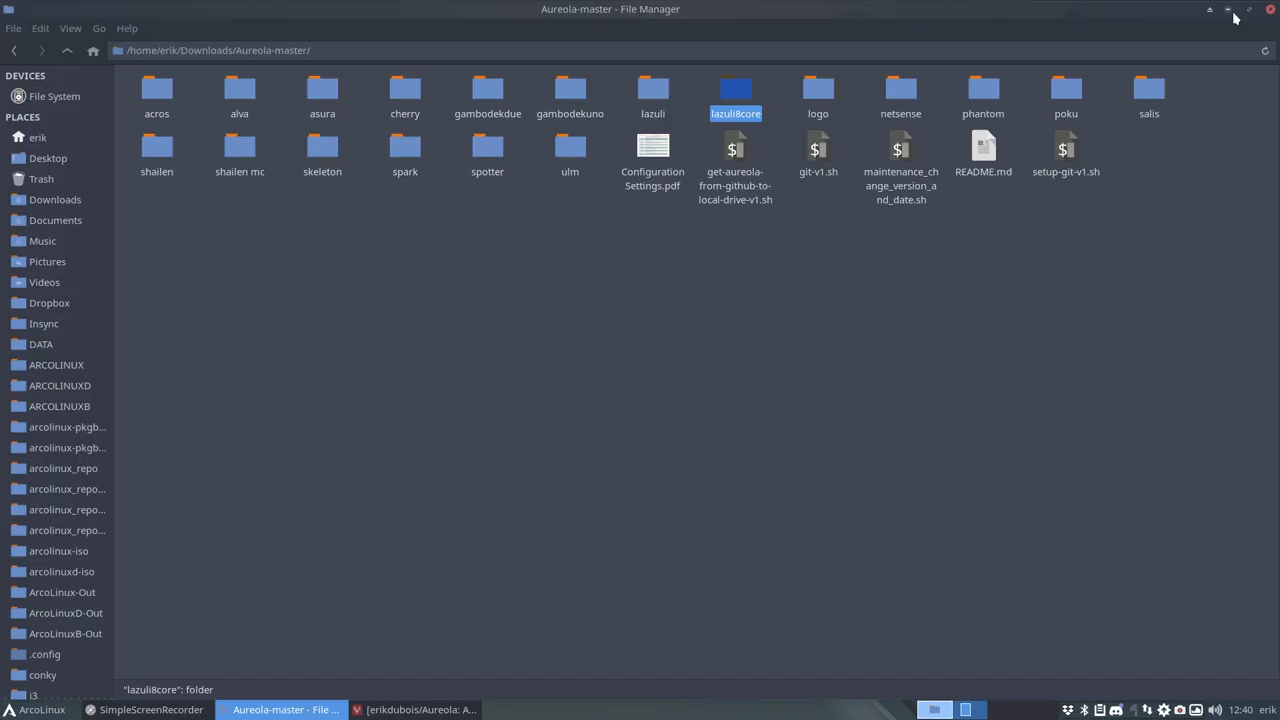 Aureola-master - File Manager
File Edit View Go Help
/home/erik/Downloads/Aureola-master/
DEVICES
File System
PLACES
erik
Desktop
Trash
Downloads
Documents
Music
Pictures
Videos
Dropbox
Insync
DATA
ARCOLINUX
ARCOLINUXD
ARCOLINUXB
arcolinux-pkgb...
arcolinux-pkgb...
arcolinux_repo
arcolinux_repo...
arcolinux_repo...
arcolinux_repo...
arcolinux-iso
arcolinuxd-iso
ArcoLinux-Out
ArcoLinuxD-Out
ArcoLinuxB-Out
.config
conky
i3
acros alva asura cherry gambodekdue gambodekuno lazuli lazuli8core logo netsense phantom poku salis
shailen shailen mc skeleton spark spotter ulm
Configuration
Settings.pdf
get-aureola-
from-github-to-
local-drive-v1.sh
git-v1.sh
maintenance_ch
ange_version_a
nd_date.sh
README.md
setup-git-v1.sh
"lazuli8core": folder
ArcoLinux SimpleScreenRecorder Aureola-master - File ... [erikdubois/Aureola: A... 12:40 erik